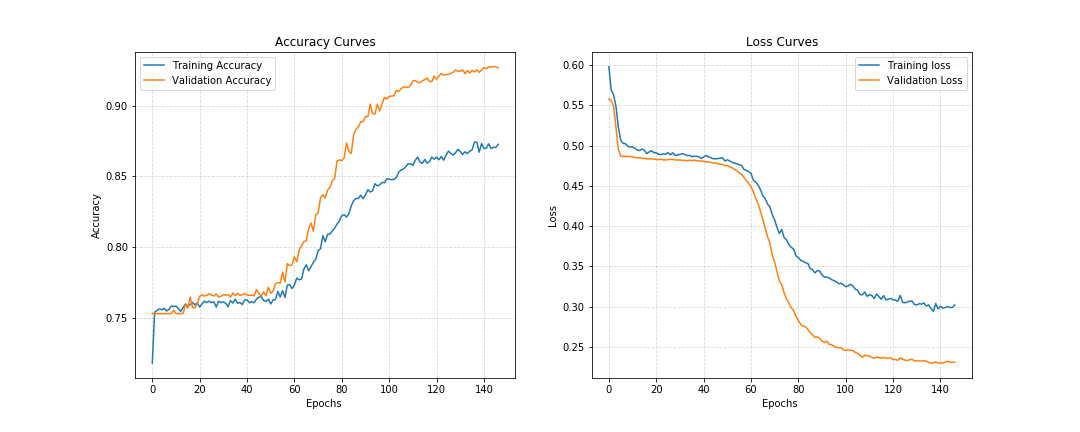 Accuracy Curves
Training Accuracy
Validation Accuracy
0.90
0.85
0.80
0.75
Accuracy
0 20 40 60 80 100 120 140
Epochs
Loss Curves
Training loss
Validation Loss
0.60
0.55
0.50
0.45
0.40
0.35
0.30
0.25
Loss
0 20 40 60 80 100 120 140
Epochs